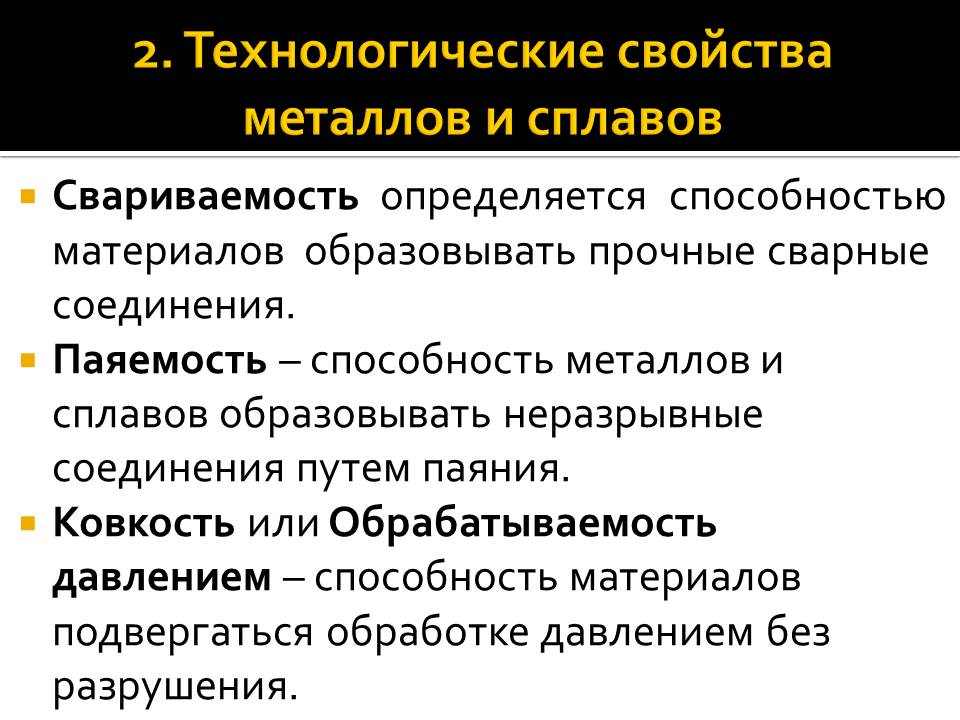 2. Технологические свойства
металлов и сплавов
Свариваемость определяется способностью
материалов образовывать прочные сварные
соединения.
Паяемость – способность металлов и
сплавов образовывать неразрывные
соединения путем паяния.
Ковкость или Обрабатываемость
давлением – способность материалов
подвергаться обработке давлением без
разрушения.